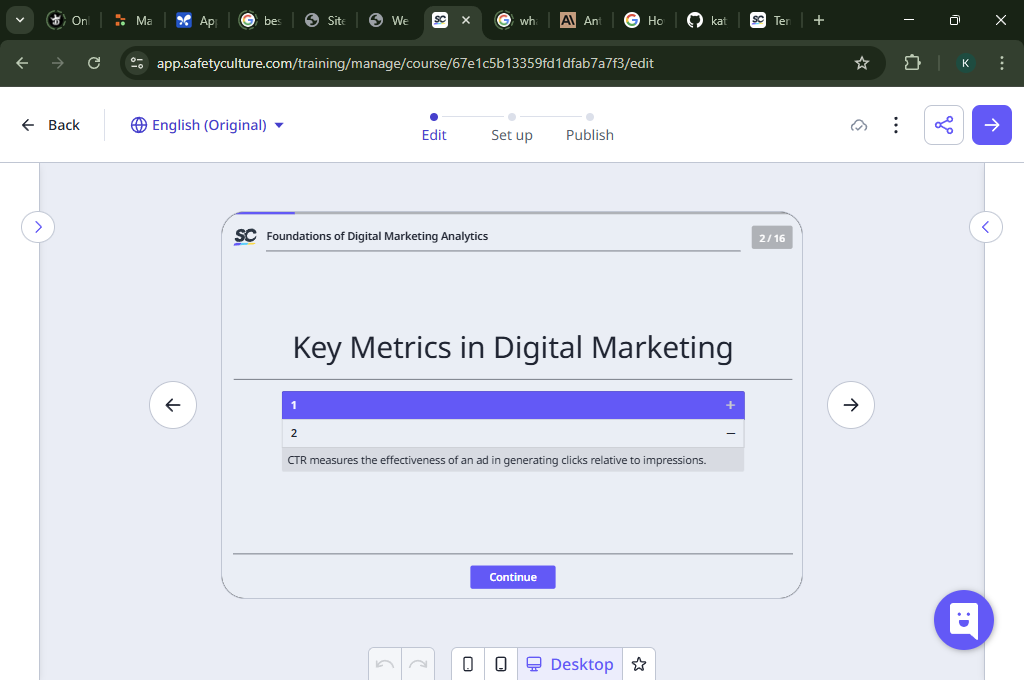 Onl
Ma
App
bes
Site
We
wha
Ant
Ho
kat
Ter
app.safetyculture.com/training/manage/course/67e1c5b13359fd1dfab7a7f3/edit
K
Back
English (Original)
Edit
Set up
Publish
SC
Foundations of Digital Marketing Analytics
2 / 16
Key Metrics in Digital Marketing
1
2
CTR measures the effectiveness of an ad in generating clicks relative to impressions.
Continue
Desktop